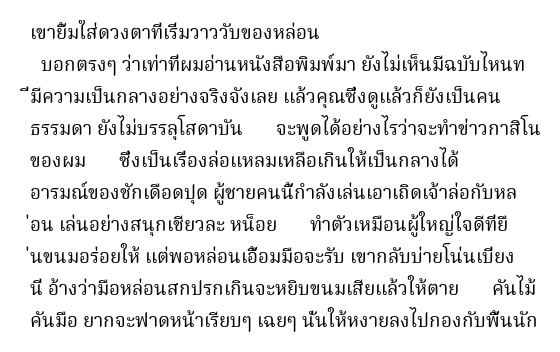 เขายิ้มใส่ดวงตาที่เริ่มวาววับของหล่อน
บอกตรงๆ ว่าเท่าที่ผมอ่านหนังสือพิมพ์มา ยังไม่เห็นมีฉบับไหนท
ี่มีความเป็นกลางอย่างจริงจังเลย แล้วคุณซึ่งดูแล้วก็ยังเป็นคน
ธรรมดา ยังไม่บรรลุโสดาบัน จะพูดได้อย่างไรว่าจะทำข่าวกาสิโน
ของผม ซึ่งเป็นเรื่องล่อแหลมเหลือเกินให้เป็นกลางได้
อารมณ์ของชักเดือดปุด ผู้ชายคนนี้กำลังเล่นเอาเถิดเจ้าล่อกับหล
่อน เล่นอย่างสนุกเชียวละ หน็อย ทำตัวเหมือนผู้ใหญ่ใจดีที่ยื
่นขนมอร่อยให้ แต่พอหล่อนเอื้อมมือจะรับ เขากลับบ่ายโน่นเบี่ยง
นี่ อ้างว่ามือหล่อนสกปรกเกินจะหยิบขนมเสียแล้วให้ตาย คันไม้
คันมือ ยากจะฟาดหน้าเรียบๆ เฉยๆ นั่นให้หงายลงไปกองกับพื้นนัก